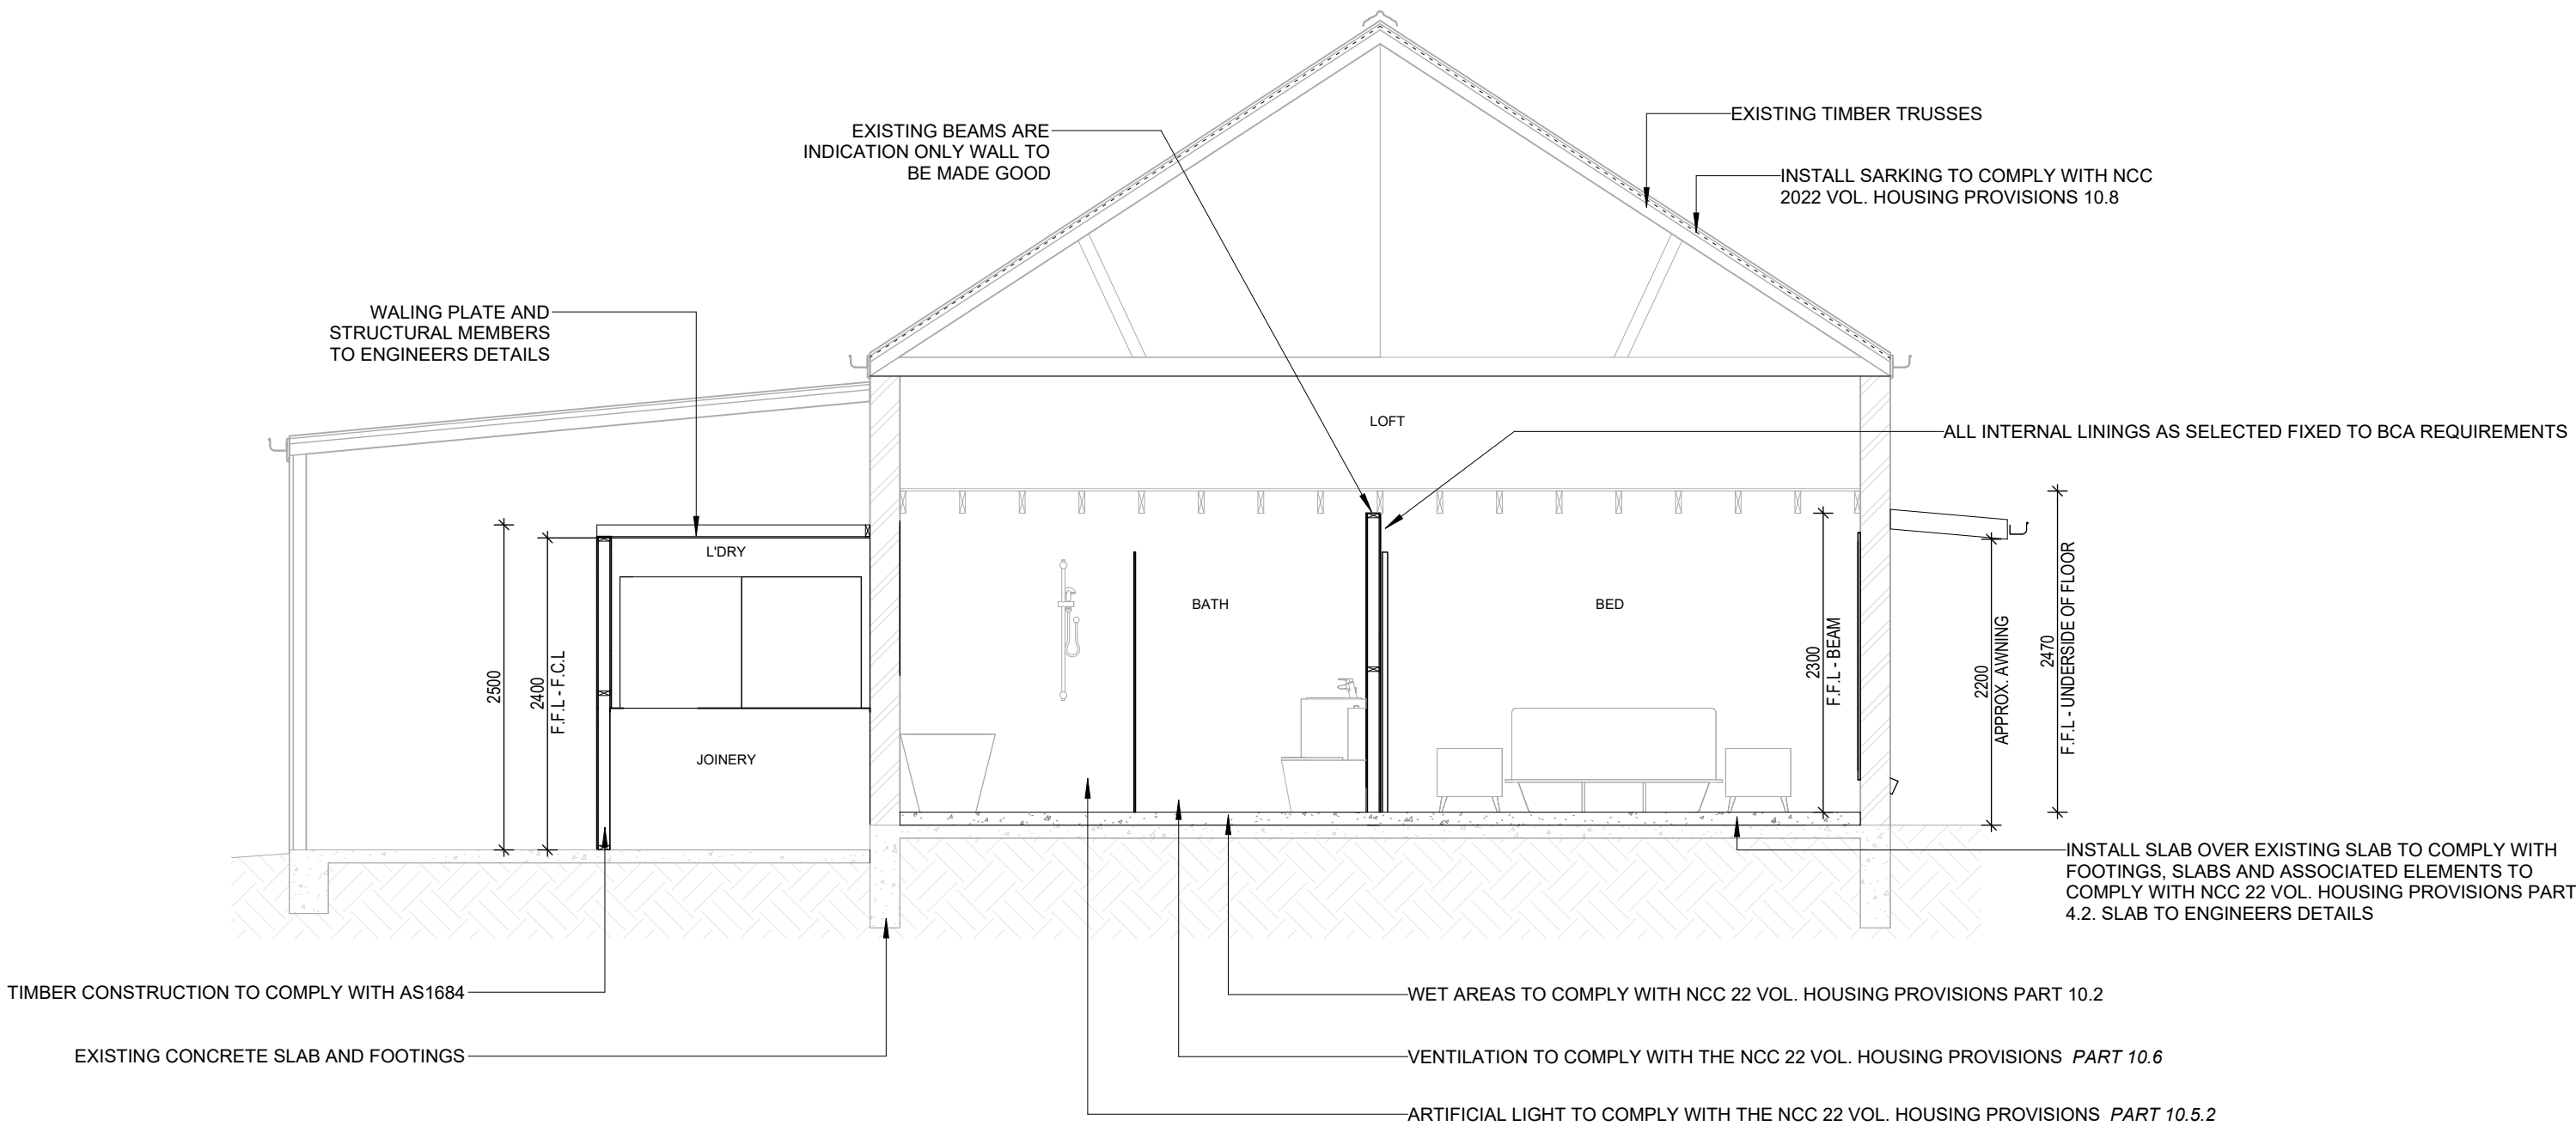 EXISTING BEAMS ARE
INDICATION ONLY WALL TO
BE MADE GOOD
EXISTING TIMBER TRUSSES
INSTALL SARKING TO COMPLY WITH NCC
2022 VOL. HOUSING PROVISIONS 10.8
WALING PLATE AND
STRUCTURAL MEMBERS
TO ENGINEERS DETAILS
LOFT
ALL INTERNAL LININGS AS SELECTED FIXED TO BCA REQUIREMENTS
L'DRY
BATH
BED
JOINERY
2500
2400
F.F.L - F.C.L
2300
F.F.L - BEAM
2200
APPROX. AWNING
2470
F.F.L - UNDERSIDE OF FLOOR
INSTALL SLAB OVER EXISTING SLAB TO COMPLY WITH
FOOTINGS, SLABS AND ASSOCIATED ELEMENTS TO
COMPLY WITH NCC 22 VOL. HOUSING PROVISIONS PART
4.2. SLAB TO ENGINEERS DETAILS
TIMBER CONSTRUCTION TO COMPLY WITH AS1684
WET AREAS TO COMPLY WITH NCC 22 VOL. HOUSING PROVISIONS PART 10.2
EXISTING CONCRETE SLAB AND FOOTINGS
VENTILATION TO COMPLY WITH THE NCC 22 VOL. HOUSING PROVISIONS PART 10.6
ARTIFICIAL LIGHT TO COMPLY WITH THE NCC 22 VOL. HOUSING PROVISIONS PART 10.5.2